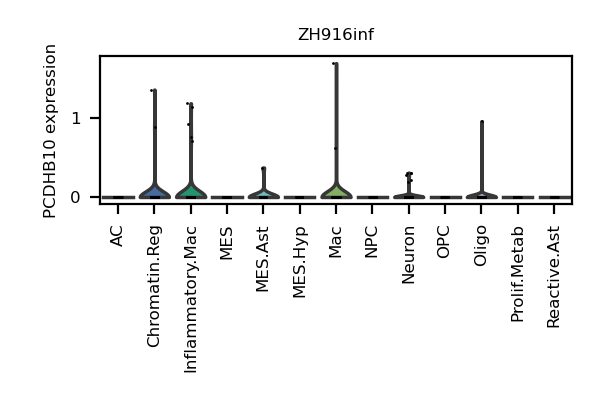 ZH916inf
PCDHB10 expression
1
0
AC
Chromatin.Reg
Inflammatory.Mac
MES
MES.Ast
MES.Hyp
Mac
NPC
Neuron
OPC
Oligo
Prolif.Metab
Reactive.Ast